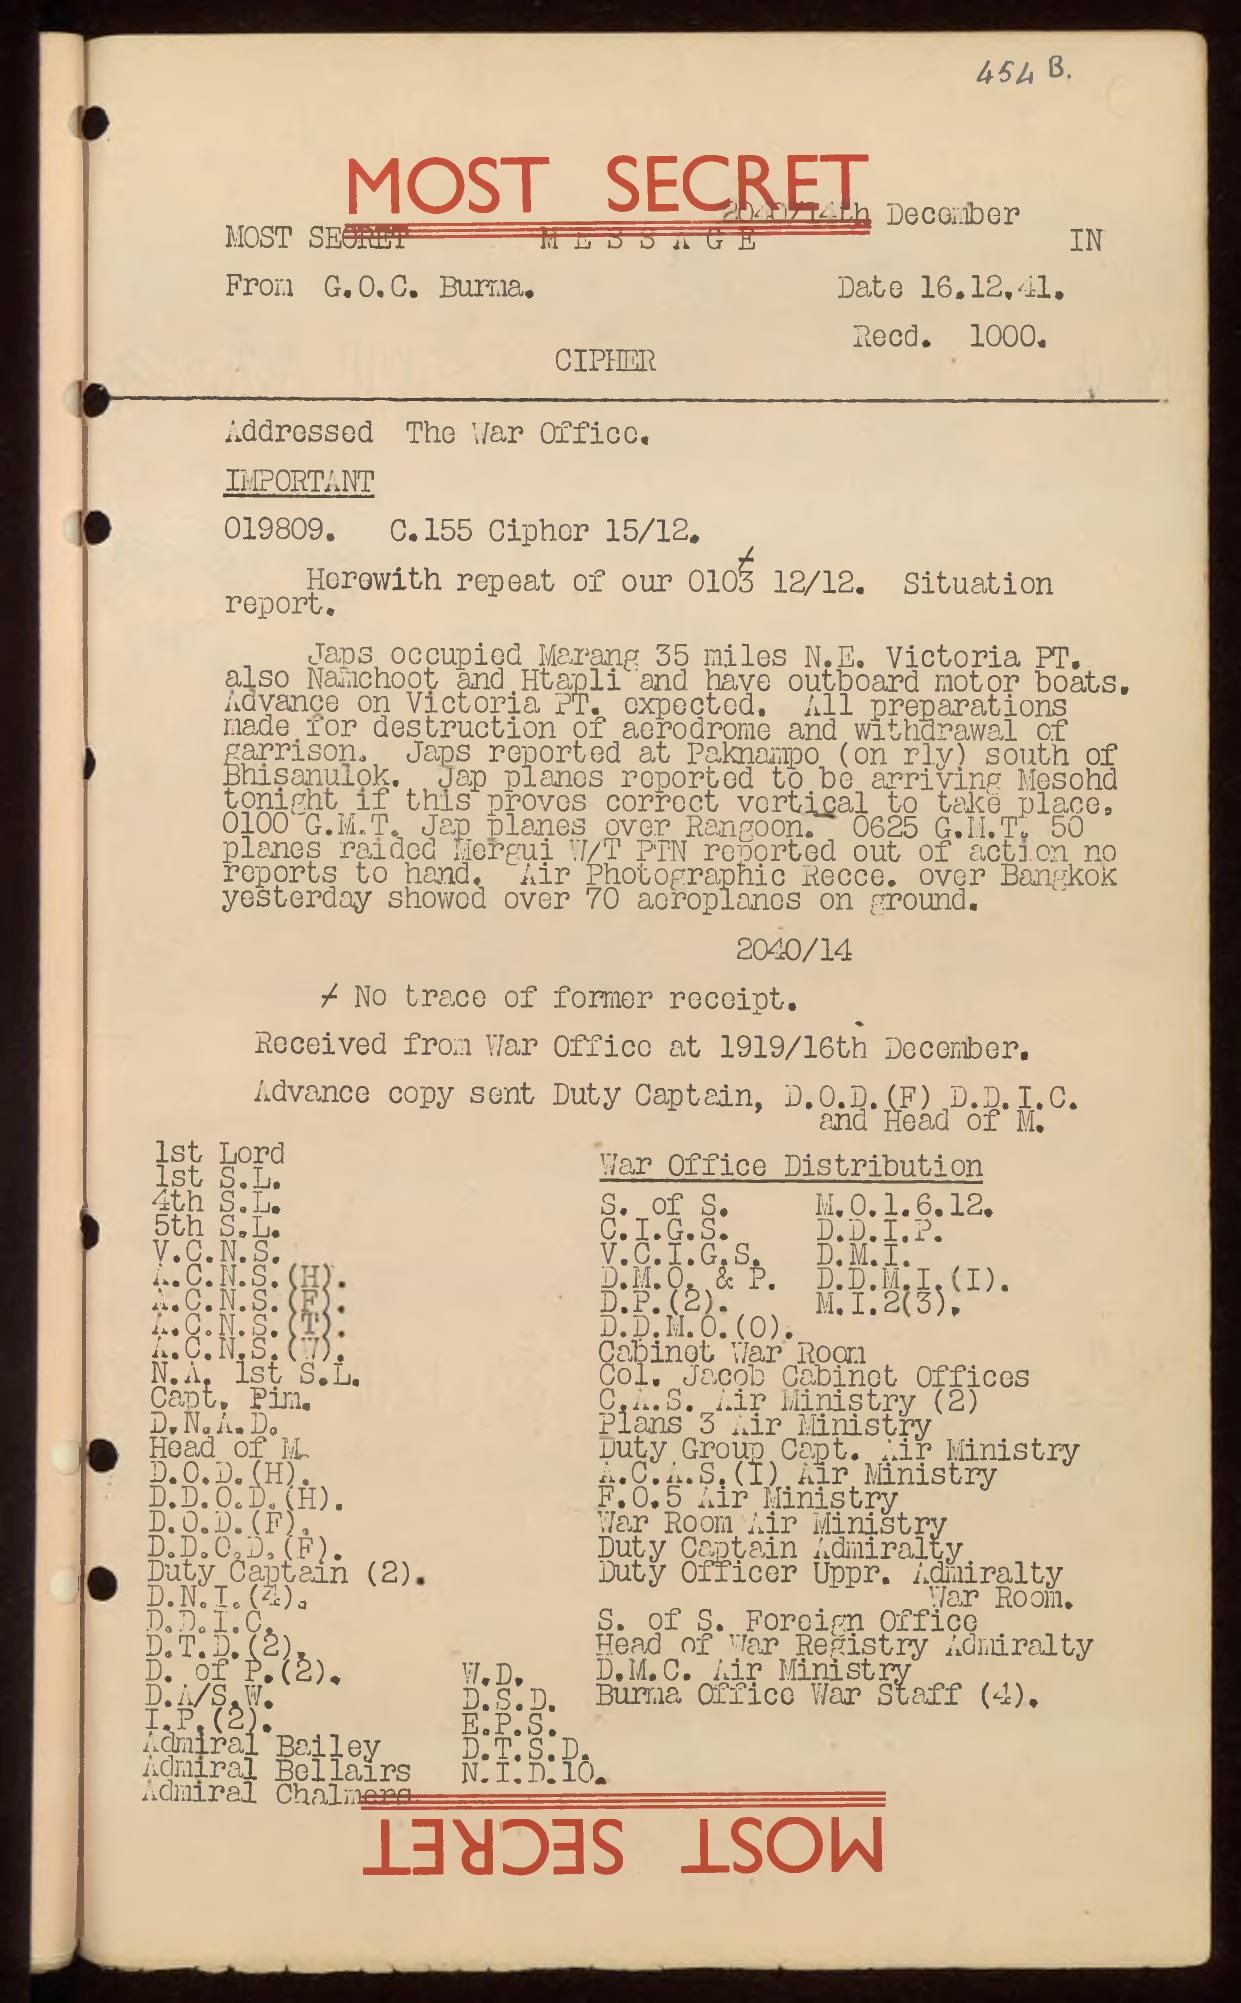 454 B.
MOST SECRET
2040/14th December
MOST SECRET M E S S A G E IN
From G.O.C. Burma. Date 16.12.41.
Recd. 1000.
CIPHER
Addressed The War Office.
IMPORTANT
019809. C.155 Cipher 15/12.
≠
Herewith repeat of our 0103 12/12. Situation
report.
Japs occupied Marang 35 miles N.E. Victoria PT.
also Namchoot and Htapli and have outboard motor boats.
Advance on Victoria PT. expected. All preparations
made for destruction of aerodrome and withdrawal of
garrison. Japs reported at Paknampo (on rly) south of
Bhisanulok. Jap planes reported to be arriving Mesohd
tonight if this proves correct vertical to take place.
0100 G.M.T. Jap planes over Rangoon. 0625 G.M.T. 50
planes raided Mergui W/T PTN reported out of action no
reports to hand. Air Photographic Recce. over Bangkok
yesterday showed over 70 aeroplanes on ground.
2040/14
≠ No trace of former receipt.
Received from War Office at 1919/16th December.
Advance copy sent Duty Captain, D.O.D.(F) D.D.I.C.
and Head of M.
1st Lord
1st S.L.
4th S.L.
5th S.L.
V.C.N.S.
A.C.N.S.(H).
A.C.N.S.(F).
A.C.N.S.(T).
A.C.N.S.(W).
N.A. 1st S.L.
Capt. Pim.
D.N.A.D.
Head of M.
D.O.D.(H).
D.D.O.D.(H).
D.O.D.(F).
D.D.O.D.(F).
Duty Captain (2).
D.N.I.(4).
D.D.I.C.
D.T.D.(2).
D. of P.(2).
D.A/S.W.
I.P.(2).
Admiral Bailey
Admiral Bellairs
Admiral Chalmers
W.D.
D.S.D.
E.P.S.
D.T.S.D.
N.I.D.10.
War Office Distribution
S. of S. M.O.1.6.12.
C.I.G.S. D.D.I.P.
V.C.I.G.S. D.M.I.
D.M.O. & P. D.D.M.I.(I).
D.P.(2). M.I.2(3).
D.D.M.O.(O).
Cabinet War Room
Col. Jacob Cabinet Offices
C.A.S. Air Ministry (2)
Plans 3 Air Ministry
Duty Group Capt. Air Ministry
A.C.A.S.(I) Air Ministry
F.O.5 Air Ministry
War Room Air Ministry
Duty Captain Admiralty
Duty Officer Uppr. Admiralty
War Room.
S. of S. Foreign Office
Head of War Registry Admiralty
D.M.C. Air Ministry
Burma Office War Staff (4).
MOST SECRET